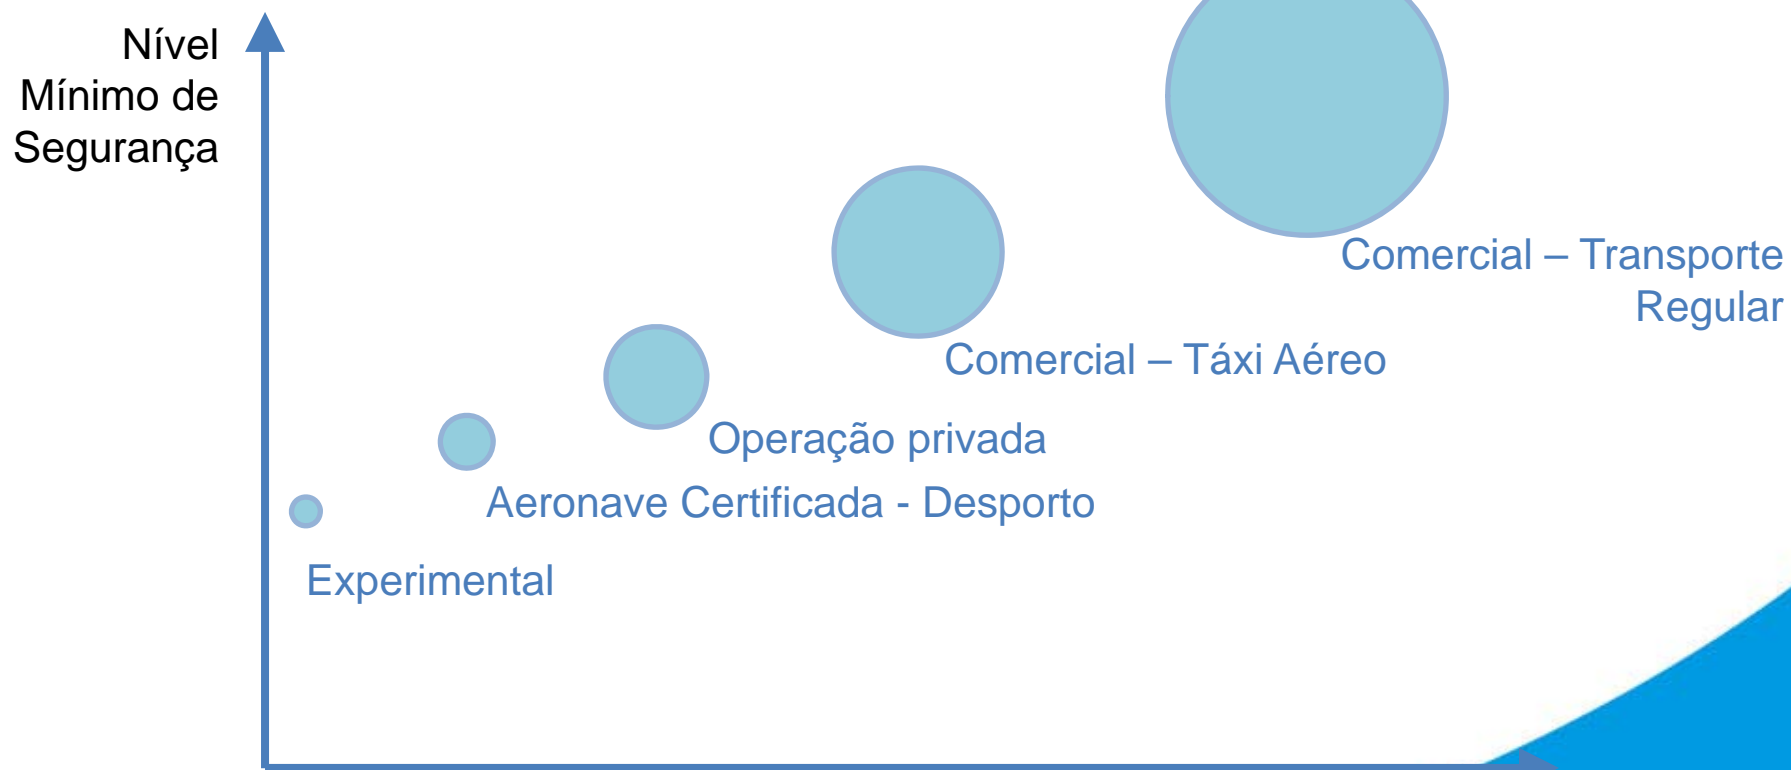 Nível
Mínimo de
Segurança
Comercial – Transporte
Regular
Comercial – Táxi Aéreo
Operação privada
Aeronave Certificada - Desporto
Experimental